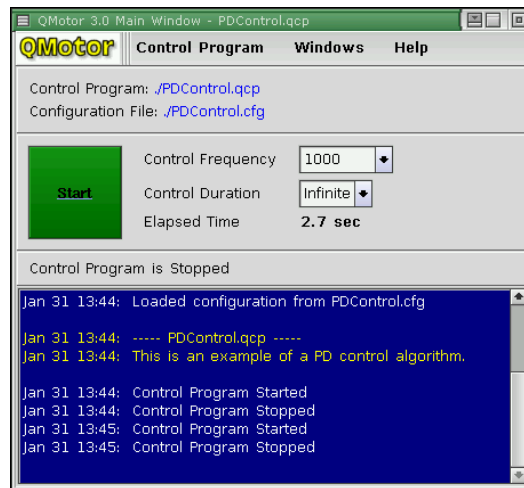 QMotor 3.0 Main Window - PDControl.qcp
QMotor Control Program Windows Help
Control Program: ./PDControl.qcp
Configuration File: ./PDControl.cfg
Start
Control Frequency 1000
Control Duration Infinite
Elapsed Time 2.7 sec
Control Program is Stopped
Jan 31 13:44: Loaded configuration from PDControl.cfg
Jan 31 13:44: ----- PDControl.qcp -----
Jan 31 13:44: This is an example of a PD control algorithm.
Jan 31 13:44: Control Program Started
Jan 31 13:44: Control Program Stopped
Jan 31 13:45: Control Program Started
Jan 31 13:45: Control Program Stopped